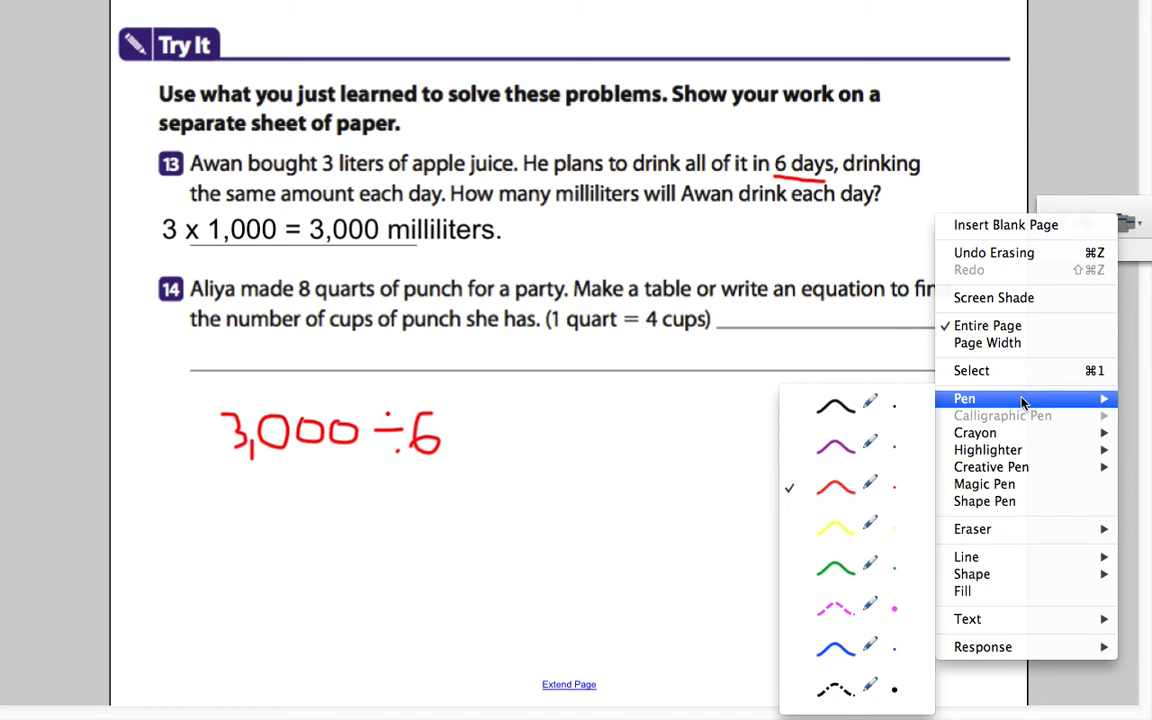 Try It
Use what you just learned to solve these problems. Show your work on a
separate sheet of paper.
13 Awan bought 3 liters of apple juice. He plans to drink all of it in 6 days, drinking
the same amount each day. How many milliliters will Awan drink each day?
3 x 1,000 = 3,000 milliliters.
14 Aliya made 8 quarts of punch for a party. Make a table or write an equation to fin
the number of cups of punch she has. (1 quart = 4 cups)
3,000 ÷ 6
Extend Page
Insert Blank Page
Undo Erasing ⌘Z
Redo ⇧⌘Z
Screen Shade
✓ Entire Page
Page Width
Select ⌘1
Pen
Calligraphic Pen
Crayon
Highlighter
Creative Pen
Magic Pen
Shape Pen
Eraser
Line
Shape
Fill
Text
Response